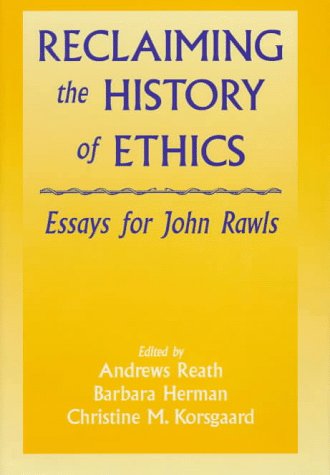 RECLAIMING
the HISTORY
of ETHICS
Essays for John Rawls
Edited by
Andrews Reath
Barbara Herman
Christine M. Korsgaard